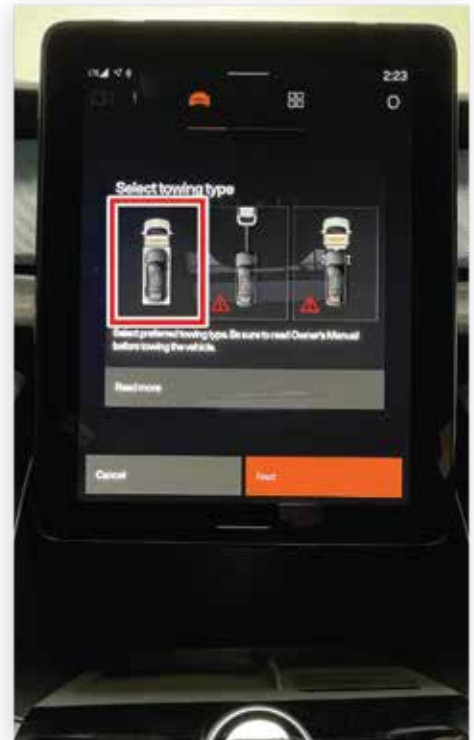 2:23
Select towing type
Select preferred towing type. Be sure to read Owner's Manual
before towing the vehicle.
Read more
Cancel
Next